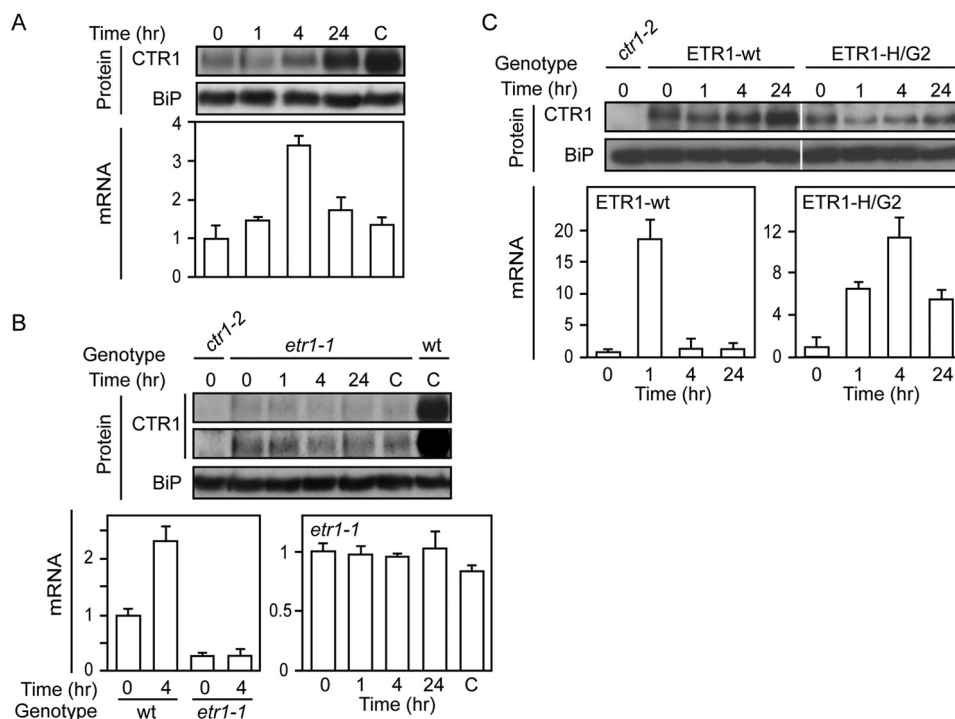 A
Time (hr) 0 1 4 24 C
Protein
CTR1
BiP
mRNA
4
3
2
1
0
B
Genotype ctr1-2 etr1-1 wt
Time (hr) 0 0 1 4 24 C C
Protein
CTR1
BiP
mRNA
2
1
0
Time (hr) 0 4 0 4
Genotype wt etr1-1
etr1-1
1
0.5
0
0 1 4 24 C
Time (hr)
C
Genotype ctr1-2 ETR1-wt ETR1-H/G2
Time (hr) 0 0 1 4 24 0 1 4 24
Protein
CTR1
BiP
mRNA
ETR1-wt
20
15
10
5
0
0 1 4 24
Time (hr)
ETR1-H/G2
12
8
4
0
0 1 4 24
Time (hr)